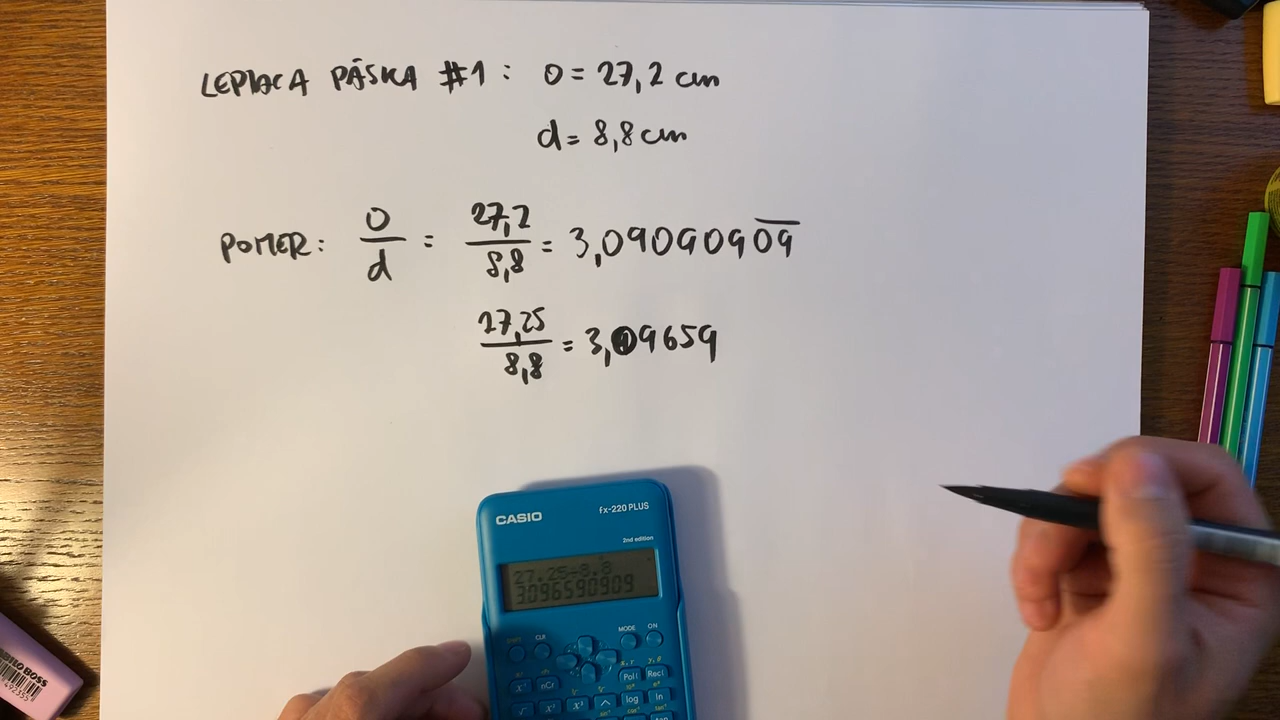 LEPIACA PÁSKA #1: O = 27,2 cm
d = 8,8 cm
POMER: O/d = 27,2/8,8 = 3,0909090909
27,25/8,8 = 3,09659
CASIO fx-220 PLUS
2nd edition
27.25÷8.8
3.096590909
MODE ON
Pol( Rec(
nCr
log ln
BOSS